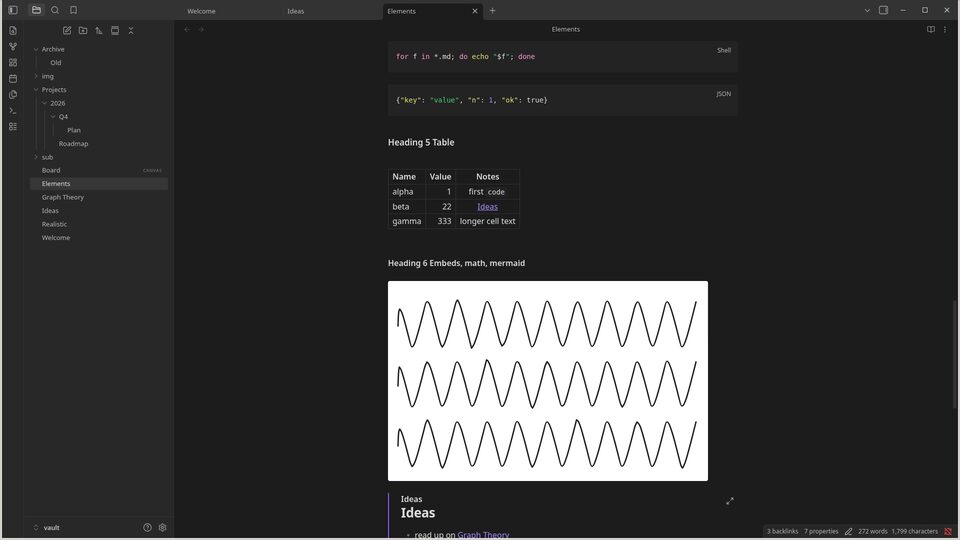 Welcome
Ideas
Elements
Elements
Archive
Old
img
Projects
2026
Q4
Plan
Roadmap
sub
Board
CANVAS
Elements
Graph Theory
Ideas
Realistic
Welcome
vault
Shell
for f in *.md; do echo "$f"; done
JSON
{"key": "value", "n": 1, "ok": true}
Heading 5 Table
Name Value Notes
alpha 1 first code
beta 22 Ideas
gamma 333 longer cell text
Heading 6 Embeds, math, mermaid
Ideas
Ideas
• read up on Graph Theory
3 backlinks 7 properties 272 words 1,799 characters